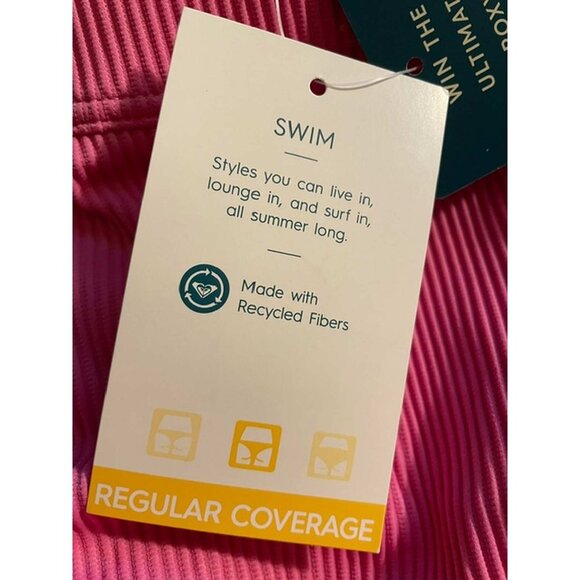 SWIM
Styles you can live in,
lounge in, and surf in,
all summer long.
Made with
Recycled Fibers
REGULAR COVERAGE
WIN THE
ULTIMAT
ROXY